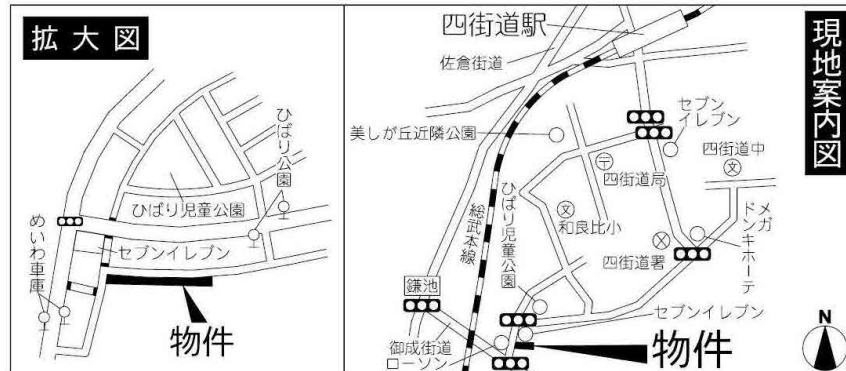 拡大図
ひばり公園
ひばり児童公園
セブンイレブン
めいわ車庫
物件
現地案内図
四街道駅
佐倉街道
セブン
イレブン
美しが丘近隣公園
四街道中
文
〒
四街道局
ひばり児童公園
総武本線
文
和良比小
メガ
ドンキホーテ
X
四街道署
鎌池
セブンイレブン
御成街道
ローソン
物件
N